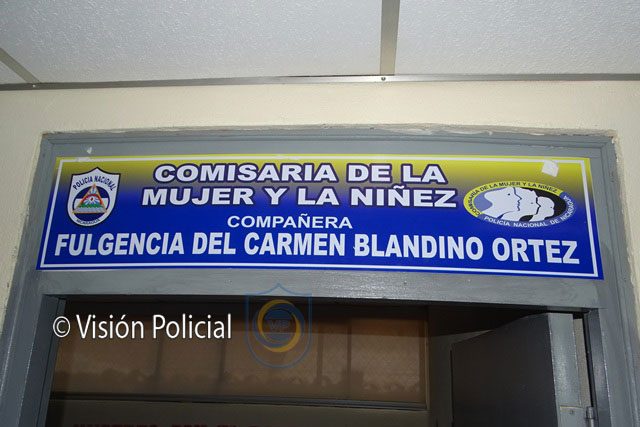 COMISARIA DE LA
MUJER Y LA NIÑEZ
COMPAÑERA
FULGENCIA DEL CARMEN BLANDINO ORTEZ
POLICIA NACIONAL
COMISARIA DE LA MUJER Y LA NIÑEZ
POLICIA NACIONAL DE NICARAGUA
© Visión Policial
VP